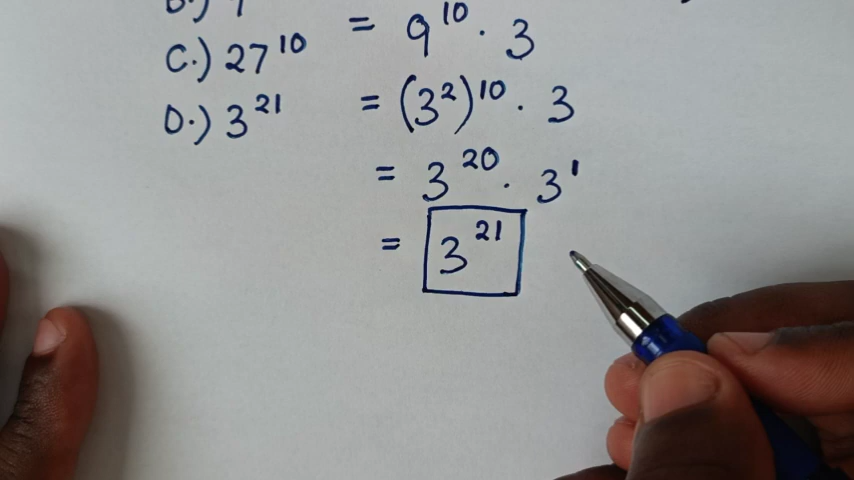 C.) 27^10 = 9^10 · 3
D.) 3^21 = (3^2)^10 · 3
= 3^20 · 3^1
= 3^21